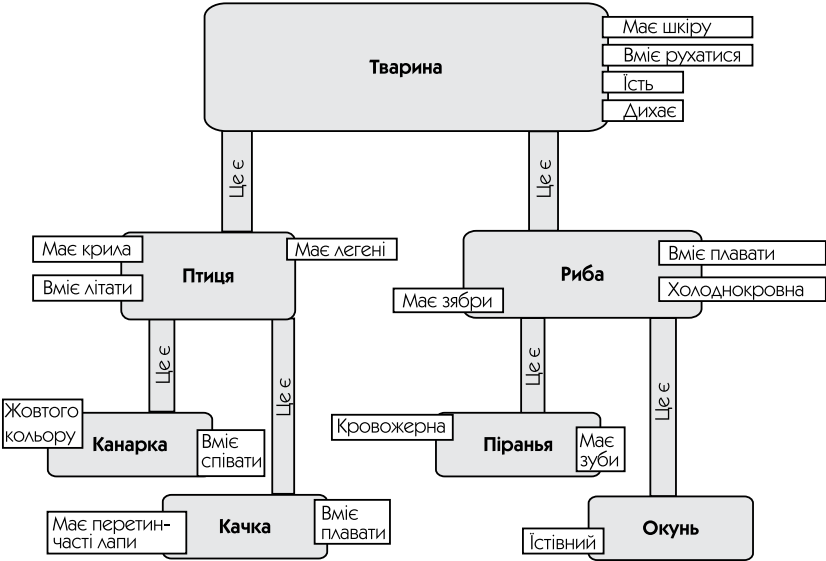 Тварина
Має шкіру
Вміє рухатися
Їсть
Дихає
Це є
Це є
Має крила
Вміє літати
Птиця
Має легені
Має зябри
Риба
Вміє плавати
Холоднокровна
Це є
Це є
Це є
Це є
Жовтого
кольору
Канарка
Вміє
співати
Кровожерна
Піранья
Має
зуби
Має перетин-
часті лапи
Качка
Вміє
плавати
Їстівний
Окунь